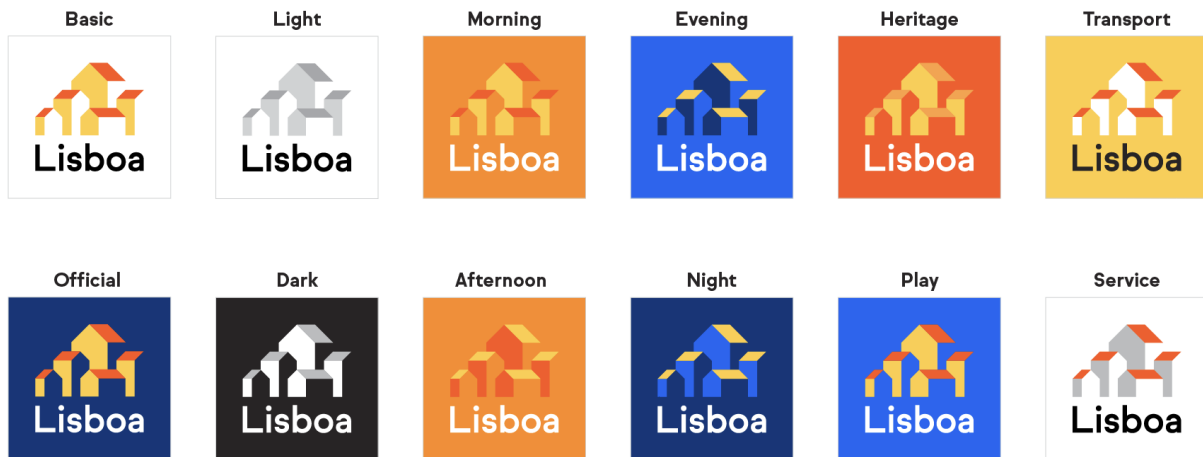 Basic Light Morning Evening Heritage Transport
Lisboa Lisboa Lisboa Lisboa Lisboa Lisboa
Official Dark Afternoon Night Play Service
Lisboa Lisboa Lisboa Lisboa Lisboa Lisboa